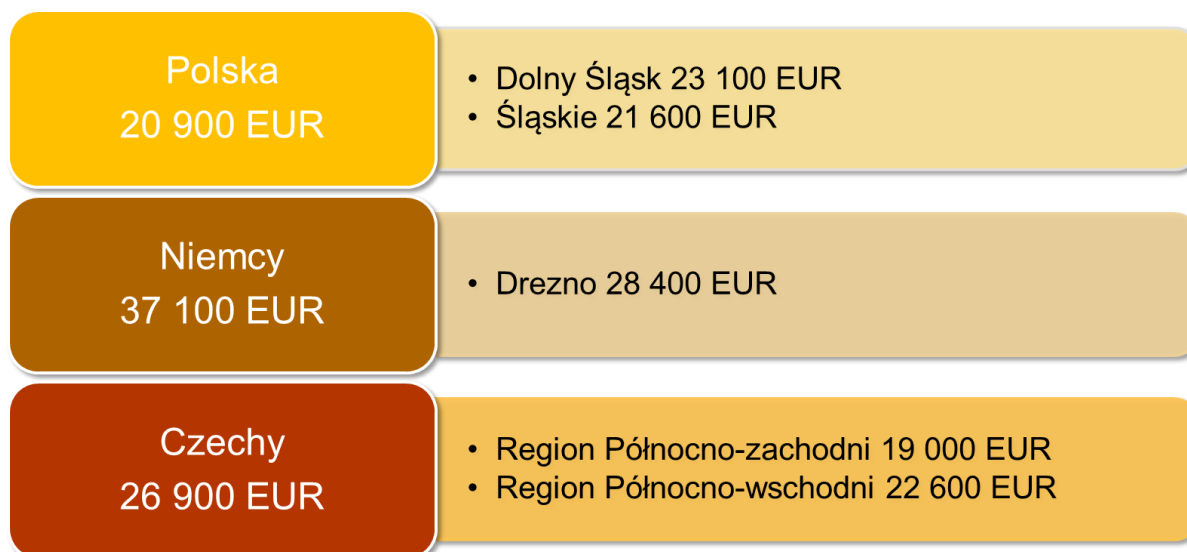 Polska
20 900 EUR
• Dolny Śląsk 23 100 EUR
• Śląskie 21 600 EUR
Niemcy
37 100 EUR
• Drezno 28 400 EUR
Czechy
26 900 EUR
• Region Północno-zachodni 19 000 EUR
• Region Północno-wschodni 22 600 EUR